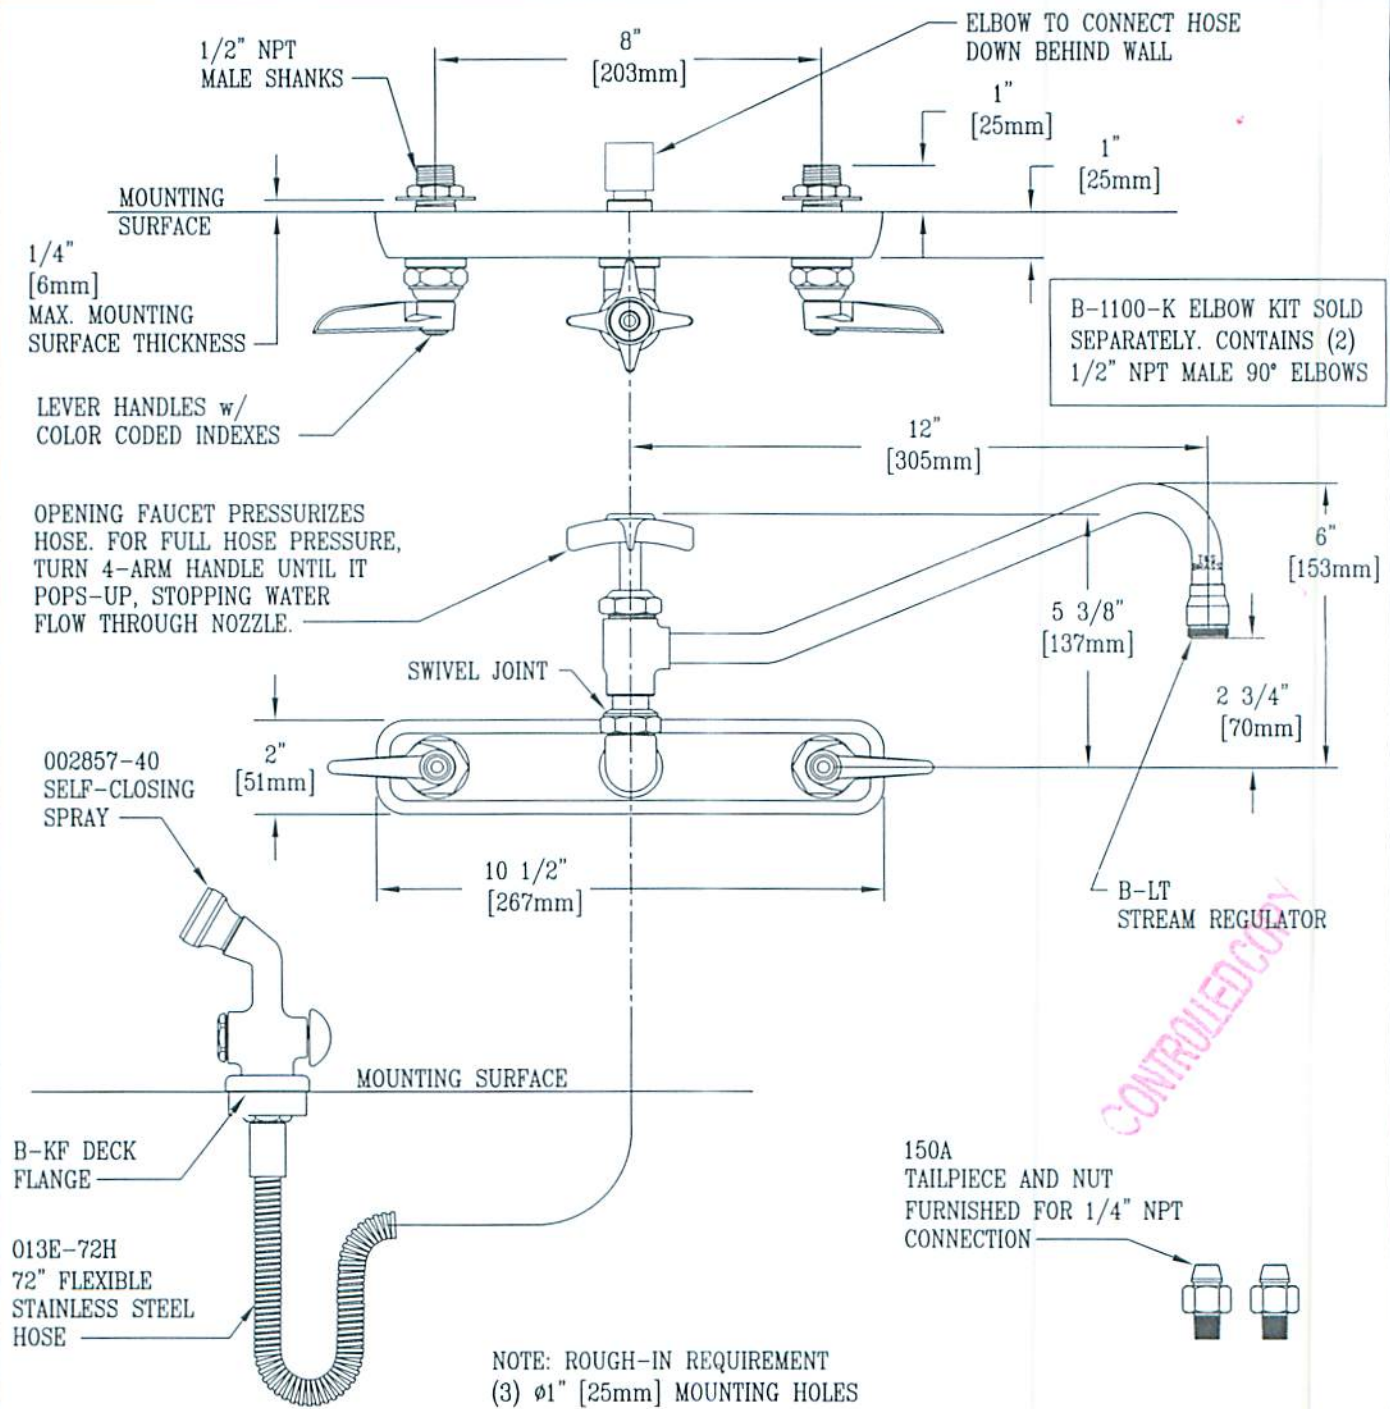 1/2" NPT
MALE SHANKS
8"
[203mm]
ELBOW TO CONNECT HOSE
DOWN BEHIND WALL
1"
[25mm]
1"
[25mm]
MOUNTING
SURFACE
1/4"
[6mm]
MAX. MOUNTING
SURFACE THICKNESS
B-1100-K ELBOW KIT SOLD
SEPARATELY. CONTAINS (2)
1/2" NPT MALE 90° ELBOWS
LEVER HANDLES w/
COLOR CODED INDEXES
12"
[305mm]
OPENING FAUCET PRESSURIZES
HOSE. FOR FULL HOSE PRESSURE,
TURN 4-ARM HANDLE UNTIL IT
POPS-UP, STOPPING WATER
FLOW THROUGH NOZZLE.
6"
[153mm]
5 3/8"
[137mm]
SWIVEL JOINT
2 3/4"
[70mm]
2"
[51mm]
002857-40
SELF-CLOSING
SPRAY
10 1/2"
[267mm]
B-LT
STREAM REGULATOR
CONTROLLED COPY
MOUNTING SURFACE
B-KF DECK
FLANGE
150A
TAILPIECE AND NUT
FURNISHED FOR 1/4" NPT
CONNECTION
013E-72H
72" FLEXIBLE
STAINLESS STEEL
HOSE
NOTE: ROUGH-IN REQUIREMENT
(3) ø1" [25mm] MOUNTING HOLES